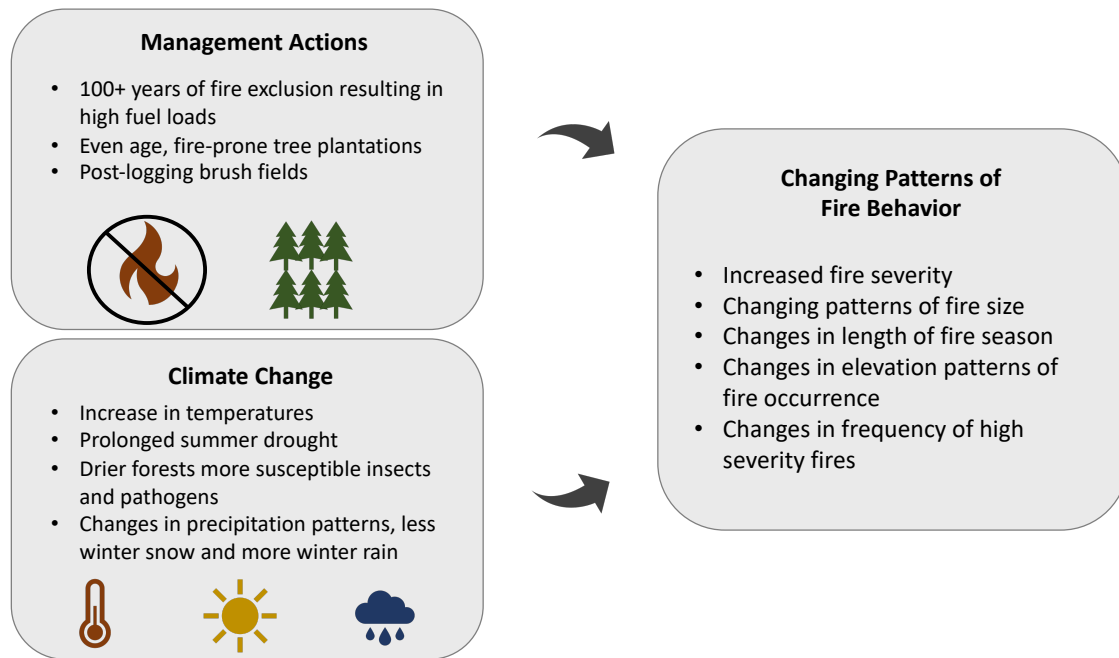 Management Actions
• 100+ years of fire exclusion resulting in
high fuel loads
• Even age, fire-prone tree plantations
• Post-logging brush fields
Climate Change
• Increase in temperatures
• Prolonged summer drought
• Drier forests more susceptible insects
and pathogens
• Changes in precipitation patterns, less
winter snow and more winter rain
Changing Patterns of
Fire Behavior
• Increased fire severity
• Changing patterns of fire size
• Changes in length of fire season
• Changes in elevation patterns of
fire occurrence
• Changes in frequency of high
severity fires